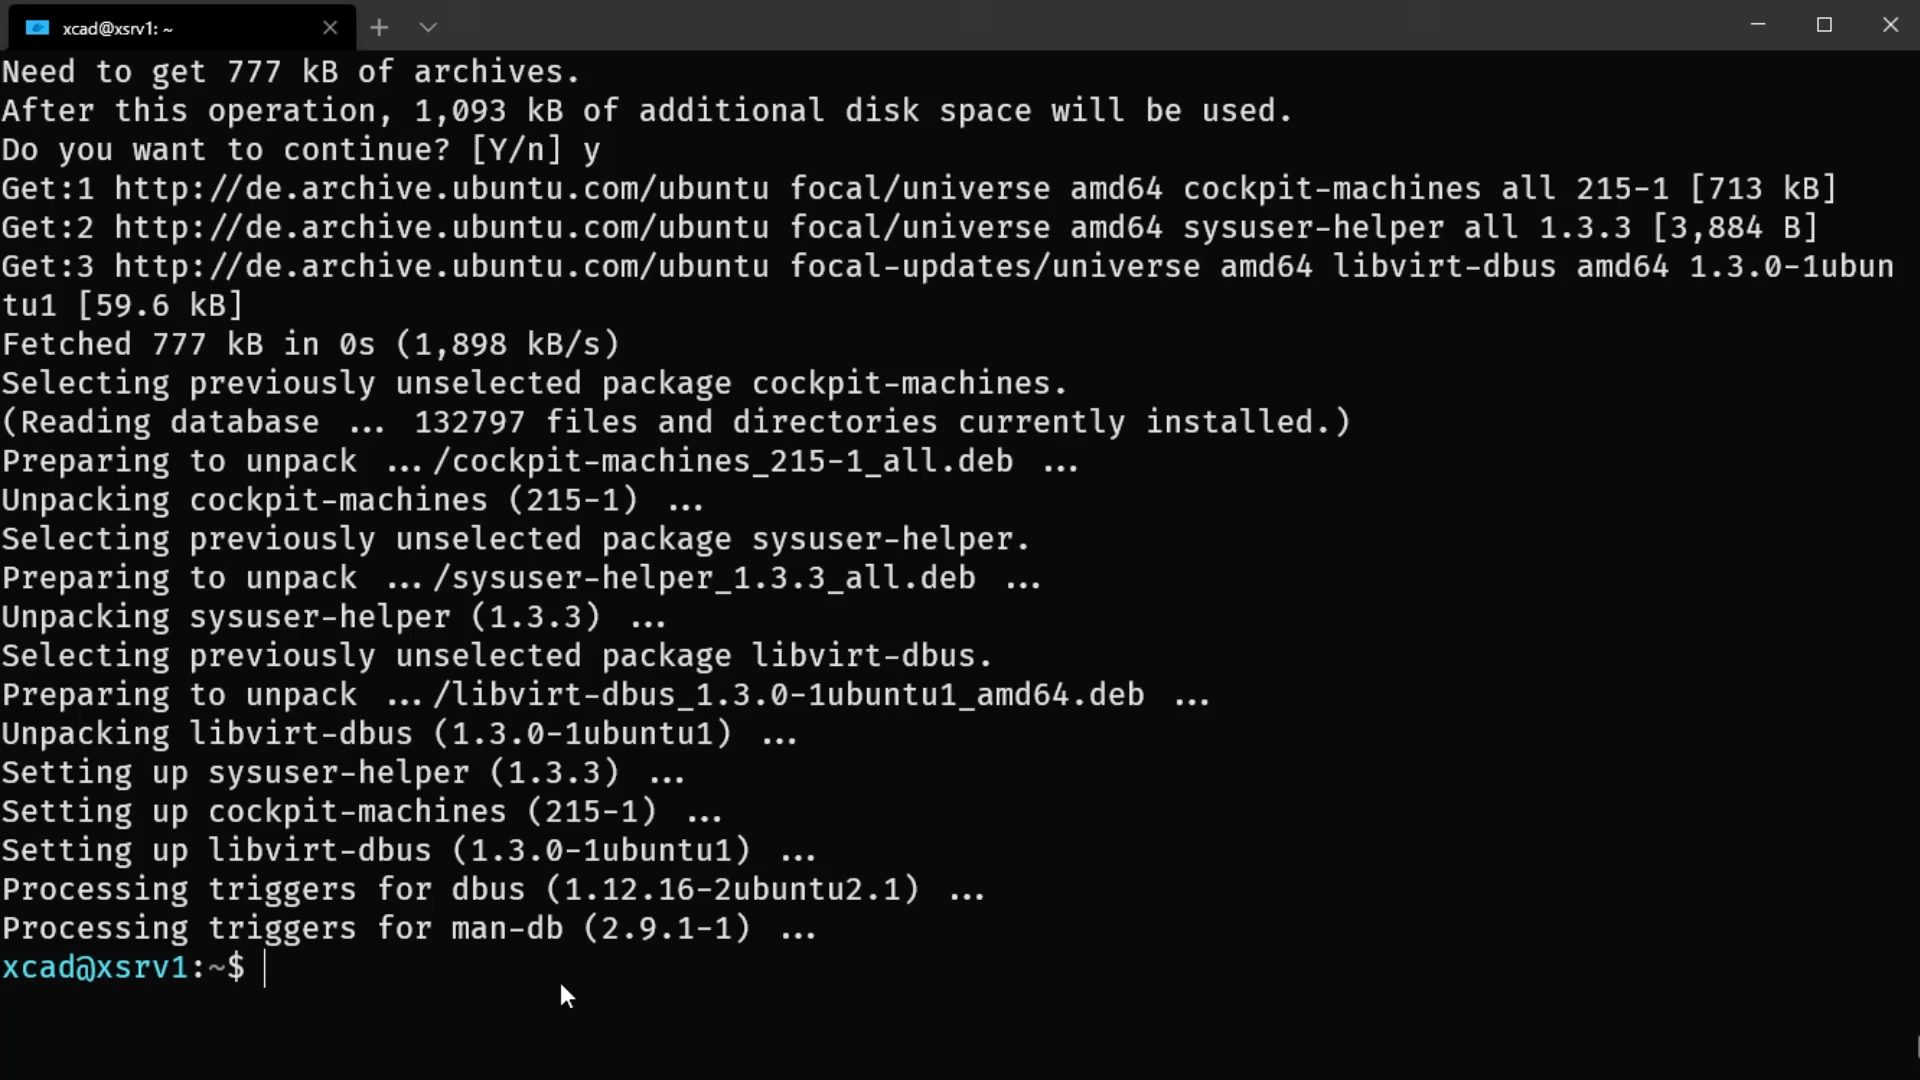 xcad@xsrv1: ~
Need to get 777 kB of archives.
After this operation, 1,093 kB of additional disk space will be used.
Do you want to continue? [Y/n] y
Get:1 http://de.archive.ubuntu.com/ubuntu focal/universe amd64 cockpit-machines all 215-1 [713 kB]
Get:2 http://de.archive.ubuntu.com/ubuntu focal/universe amd64 sysuser-helper all 1.3.3 [3,884 B]
Get:3 http://de.archive.ubuntu.com/ubuntu focal-updates/universe amd64 libvirt-dbus amd64 1.3.0-1ubun
tu1 [59.6 kB]
Fetched 777 kB in 0s (1,898 kB/s)
Selecting previously unselected package cockpit-machines.
(Reading database ... 132797 files and directories currently installed.)
Preparing to unpack .../cockpit-machines_215-1_all.deb ...
Unpacking cockpit-machines (215-1) ...
Selecting previously unselected package sysuser-helper.
Preparing to unpack .../sysuser-helper_1.3.3_all.deb ...
Unpacking sysuser-helper (1.3.3) ...
Selecting previously unselected package libvirt-dbus.
Preparing to unpack .../libvirt-dbus_1.3.0-1ubuntu1_amd64.deb ...
Unpacking libvirt-dbus (1.3.0-1ubuntu1) ...
Setting up sysuser-helper (1.3.3) ...
Setting up cockpit-machines (215-1) ...
Setting up libvirt-dbus (1.3.0-1ubuntu1) ...
Processing triggers for dbus (1.12.16-2ubuntu2.1) ...
Processing triggers for man-db (2.9.1-1) ...
xcad@xsrv1:~$